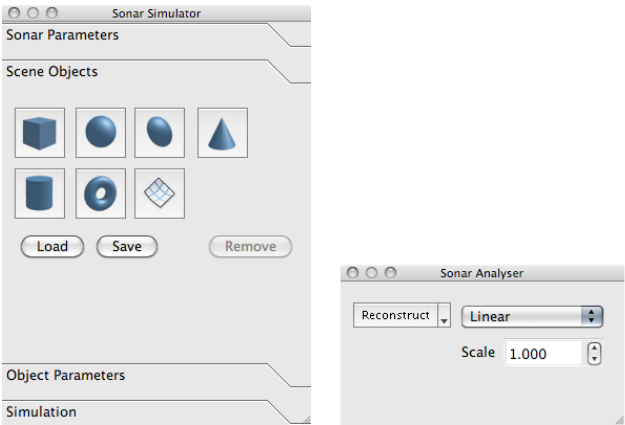 Sonar Simulator
Sonar Parameters
Scene Objects
Load Save Remove
Object Parameters
Simulation
Sonar Analyser
Reconstruct Linear
Scale 1.000